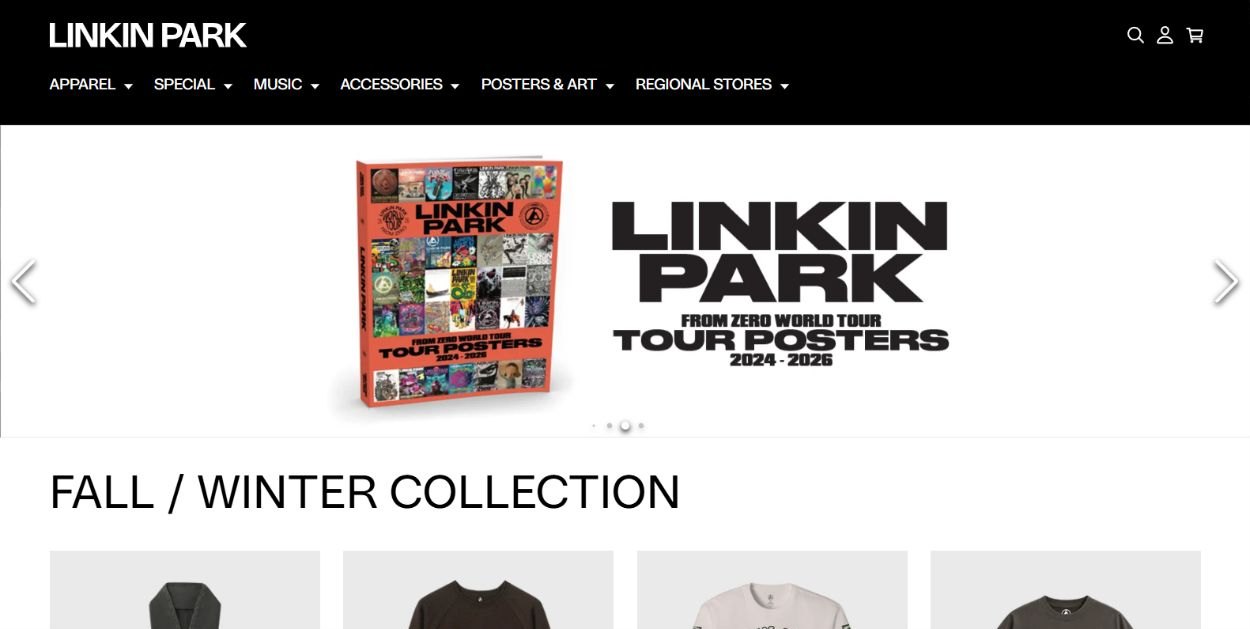 LINKIN PARK
APPAREL SPECIAL MUSIC ACCESSORIES POSTERS & ART REGIONAL STORES
LINKIN
PARK
FROM ZERO WORLD TOUR
TOUR POSTERS
2024 - 2026
LINKIN
PARK
FROM ZERO WORLD TOUR
TOUR POSTERS
2024 - 2026
FALL / WINTER COLLECTION